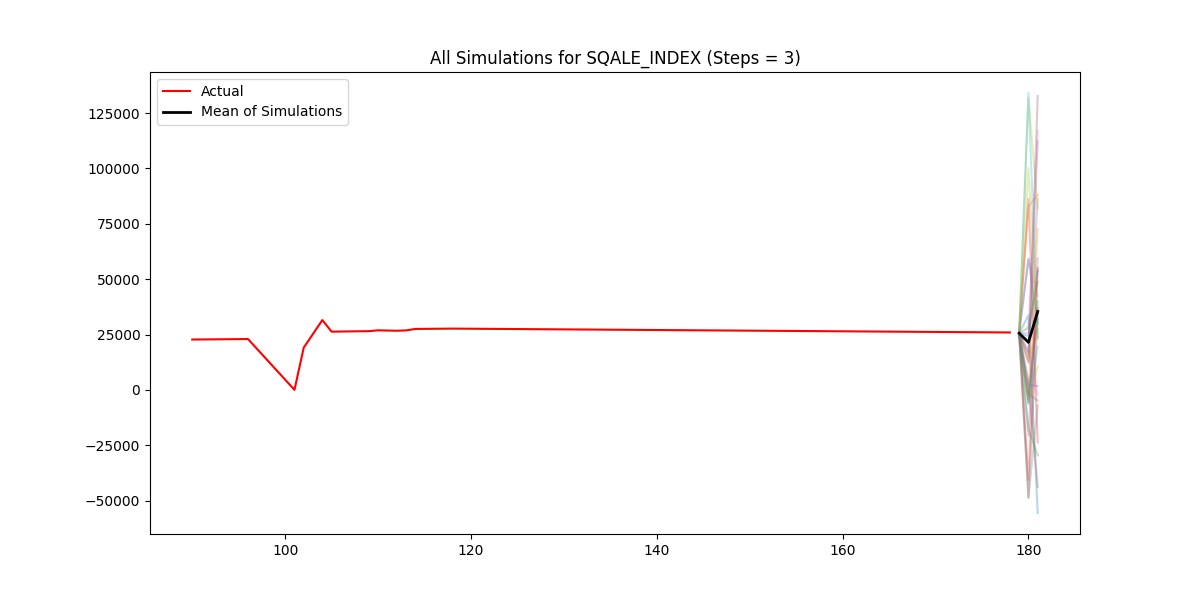 All Simulations for SQALE_INDEX (Steps = 3)
Actual
Mean of Simulations
125000
100000
75000
50000
25000
0
−25000
−50000
100 120 140 160 180